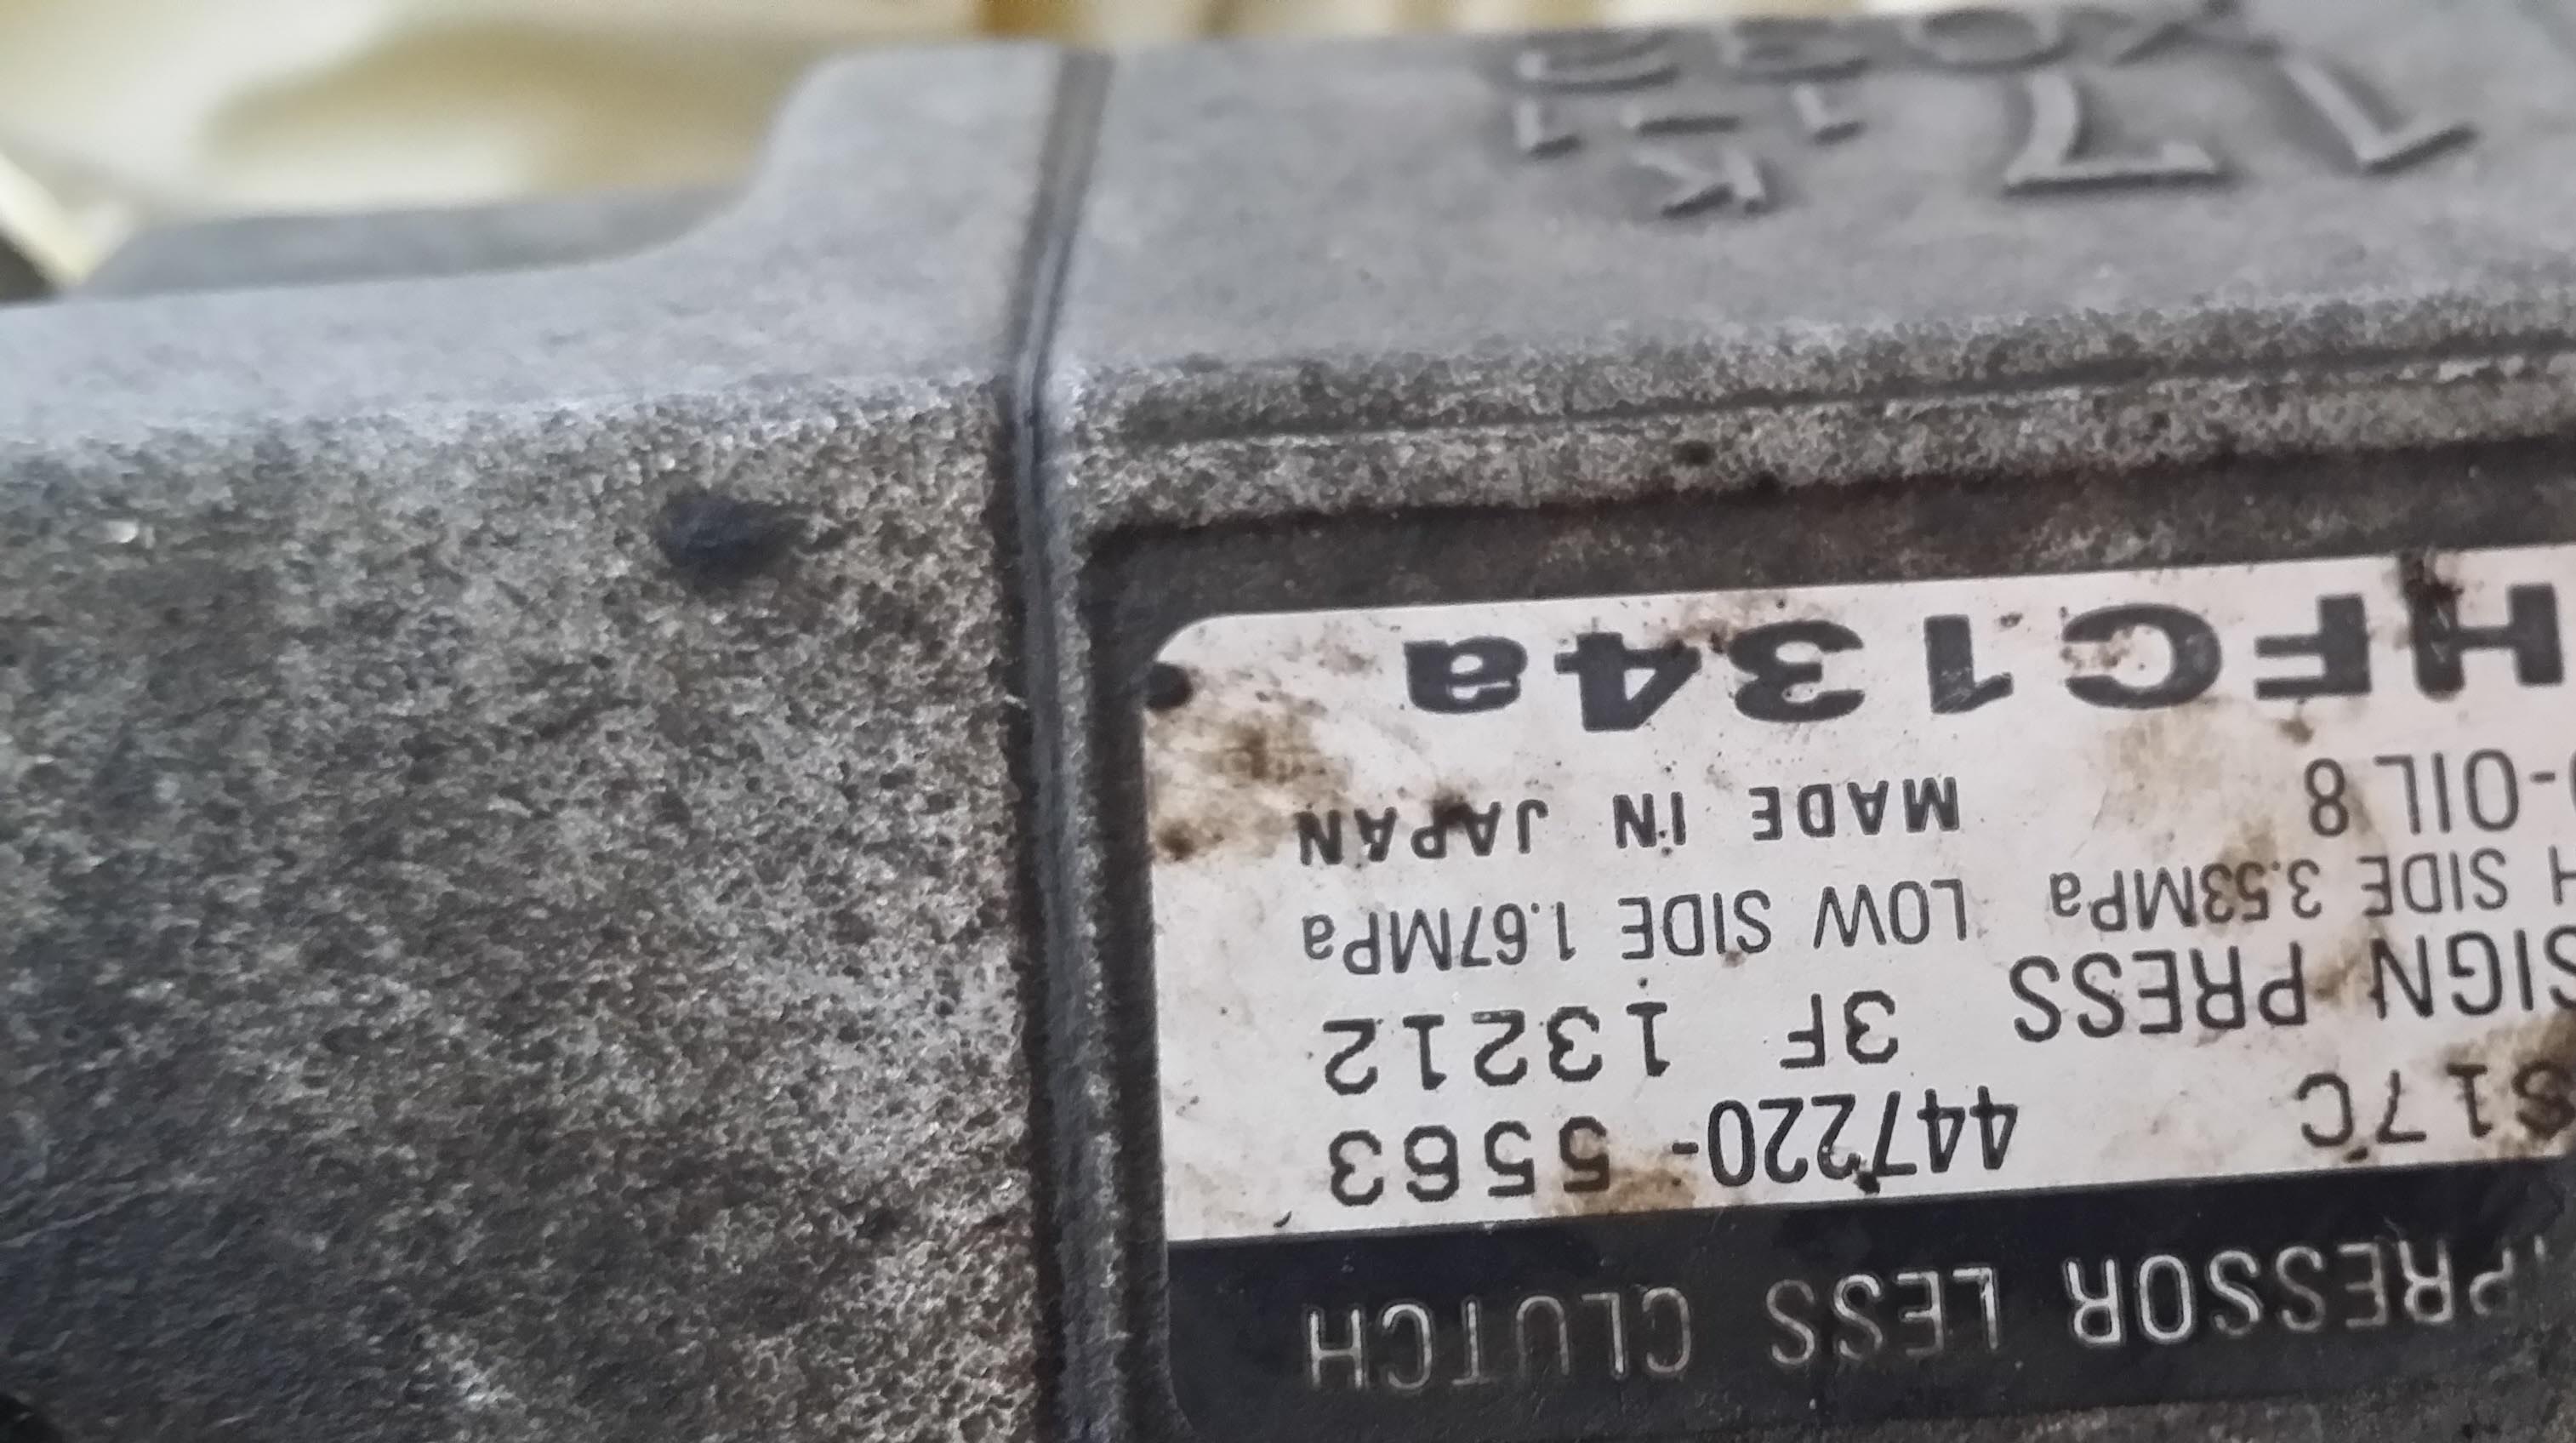 PRESSOR LESS CLUTCH
S17C 447220-5563
SIGN PRESS 3F 13212
H SIDE 3.53MPa LOW SIDE 1.67MPa
-OIL 8 MADE IN JAPAN
HFC134a
17 K